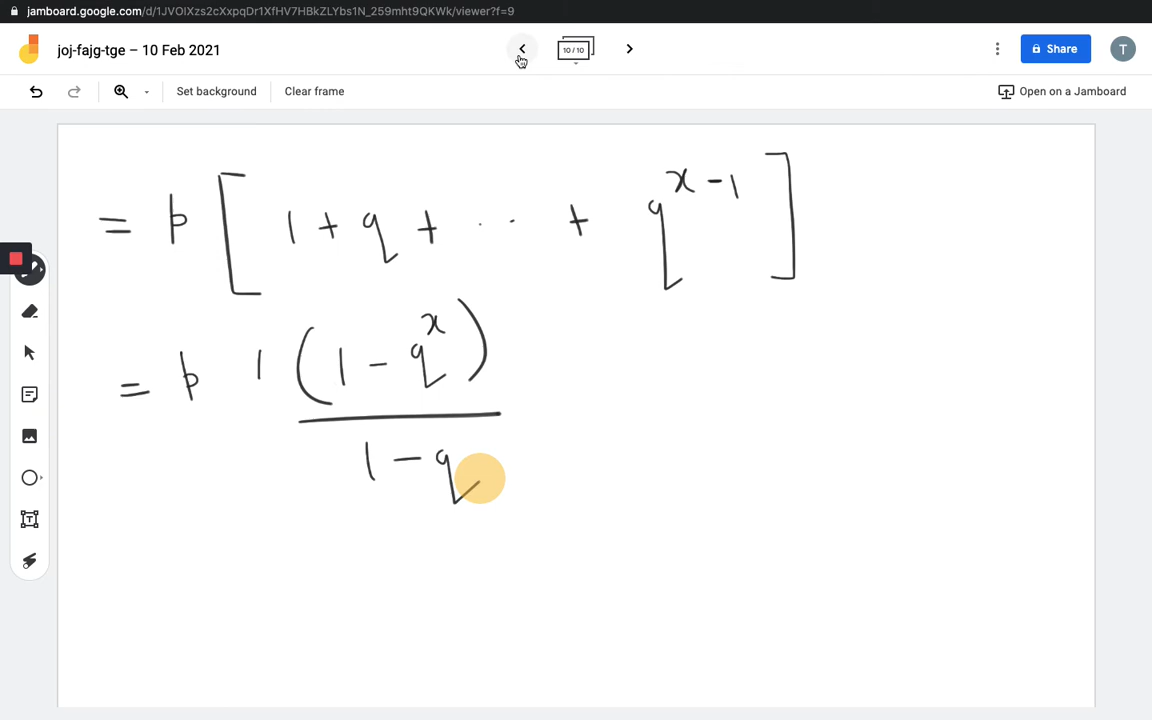 jamboard.google.com/d/1JVOlXzs2cXxpqDr1XfHV7HBkZLYbs1N_259mht9QKWk/viewer?f=9
joj-fajg-tge – 10 Feb 2021
10 / 10
Share
T
Set background
Clear frame
Open on a Jamboard
= p [ 1 + q + ... + q^{x-1} ]
= p 1 (1 - q^x)
1 - q